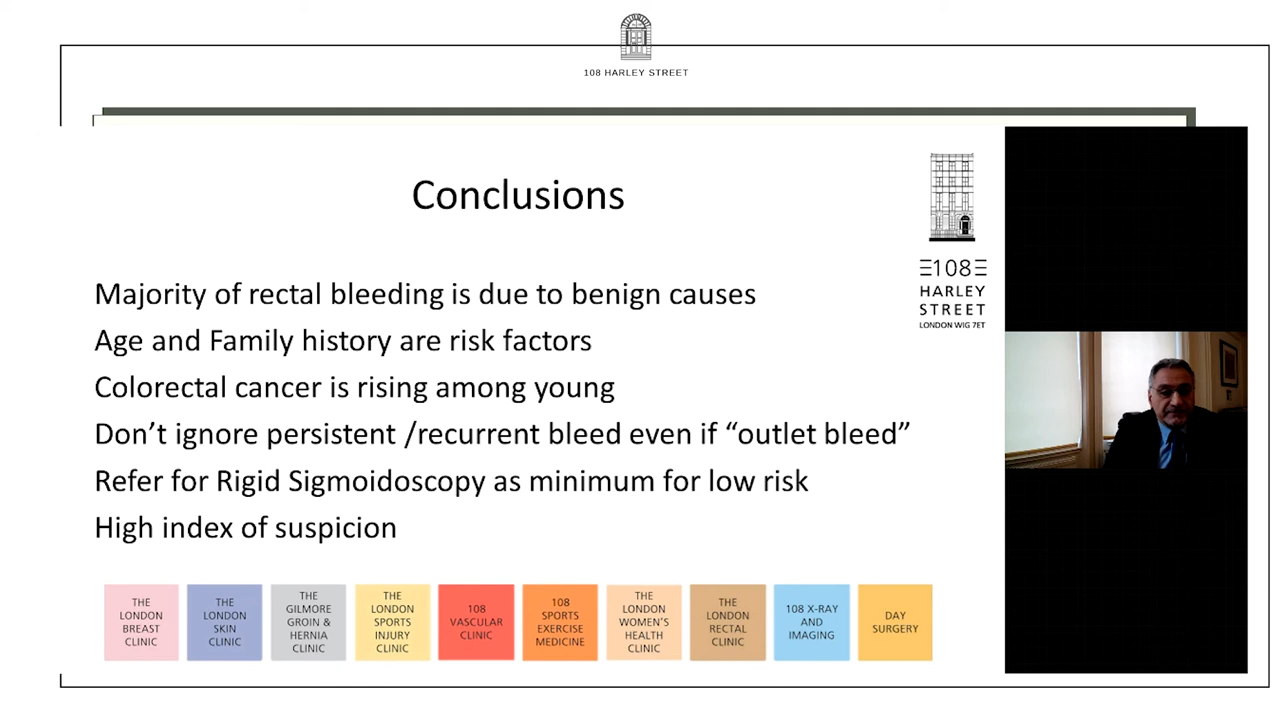 108 HARLEY STREET
Conclusions
Majority of rectal bleeding is due to benign causes
Age and Family history are risk factors
Colorectal cancer is rising among young
Don’t ignore persistent /recurrent bleed even if “outlet bleed”
Refer for Rigid Sigmoidoscopy as minimum for low risk
High index of suspicion
108
HARLEY
STREET
LONDON W1G 7ET
THE
LONDON
BREAST
CLINIC
THE
LONDON
SKIN
CLINIC
THE
GILMORE
GROIN &
HERNIA
CLINIC
THE
LONDON
SPORTS
INJURY
CLINIC
108
VASCULAR
CLINIC
108
SPORTS
EXERCISE
MEDICINE
THE
LONDON
WOMEN’S
HEALTH
CLINIC
THE
LONDON
RECTAL
CLINIC
108 X-RAY
AND
IMAGING
DAY
SURGERY